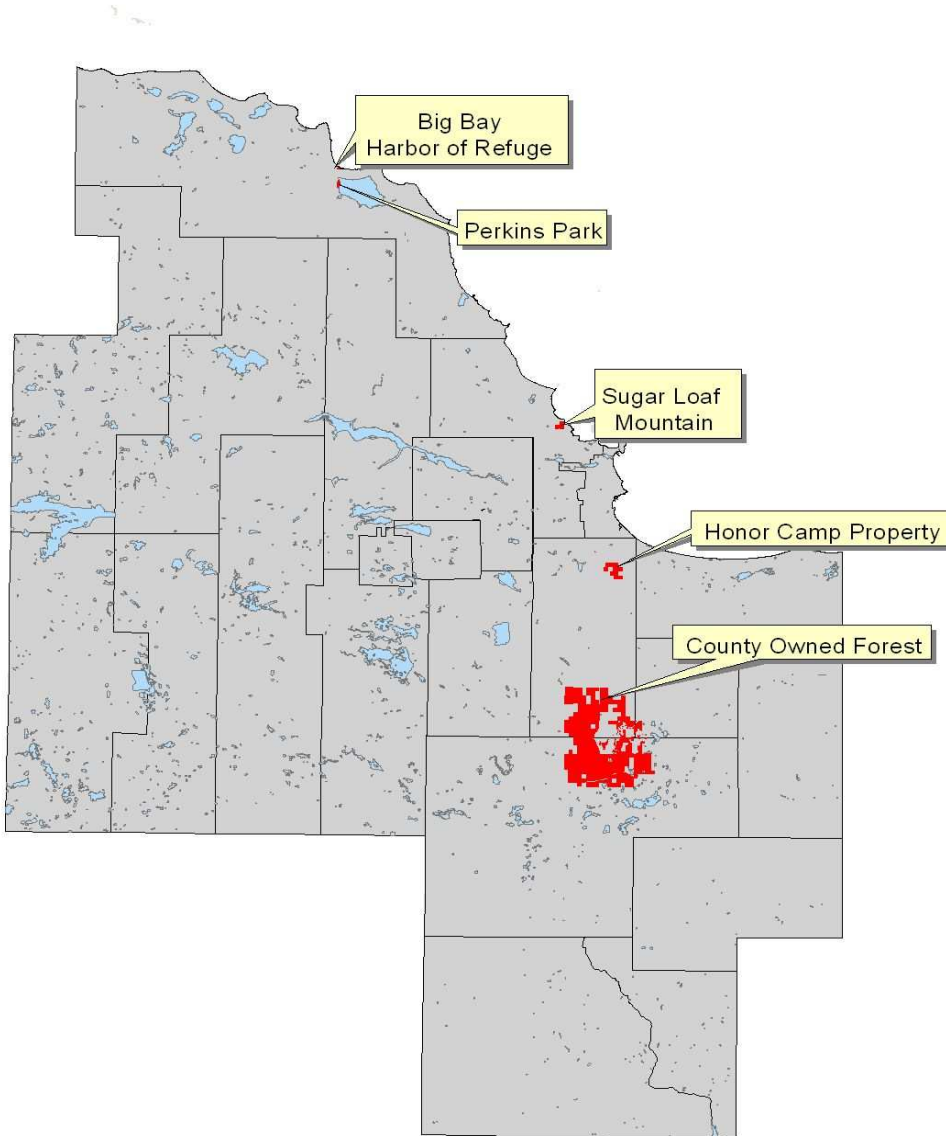 Big Bay
Harbor of Refuge
Perkins Park
Sugar Loaf
Mountain
Honor Camp Property
County Owned Forest